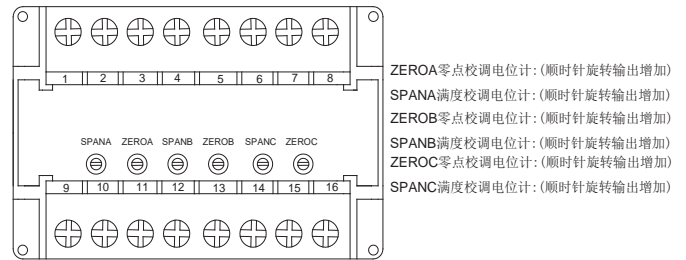 1 2 3 4 5 6 7 8
SPANA ZEROA SPANB ZEROB SPANC ZEROC
9 10 11 12 13 14 15 16
ZEROA零点校调电位计:(顺时针旋转输出增加)
SPANA满度校调电位计:(顺时针旋转输出增加)
ZEROB零点校调电位计:(顺时针旋转输出增加)
SPANB满度校调电位计:(顺时针旋转输出增加)
ZEROC零点校调电位计:(顺时针旋转输出增加)
SPANC满度校调电位计:(顺时针旋转输出增加)